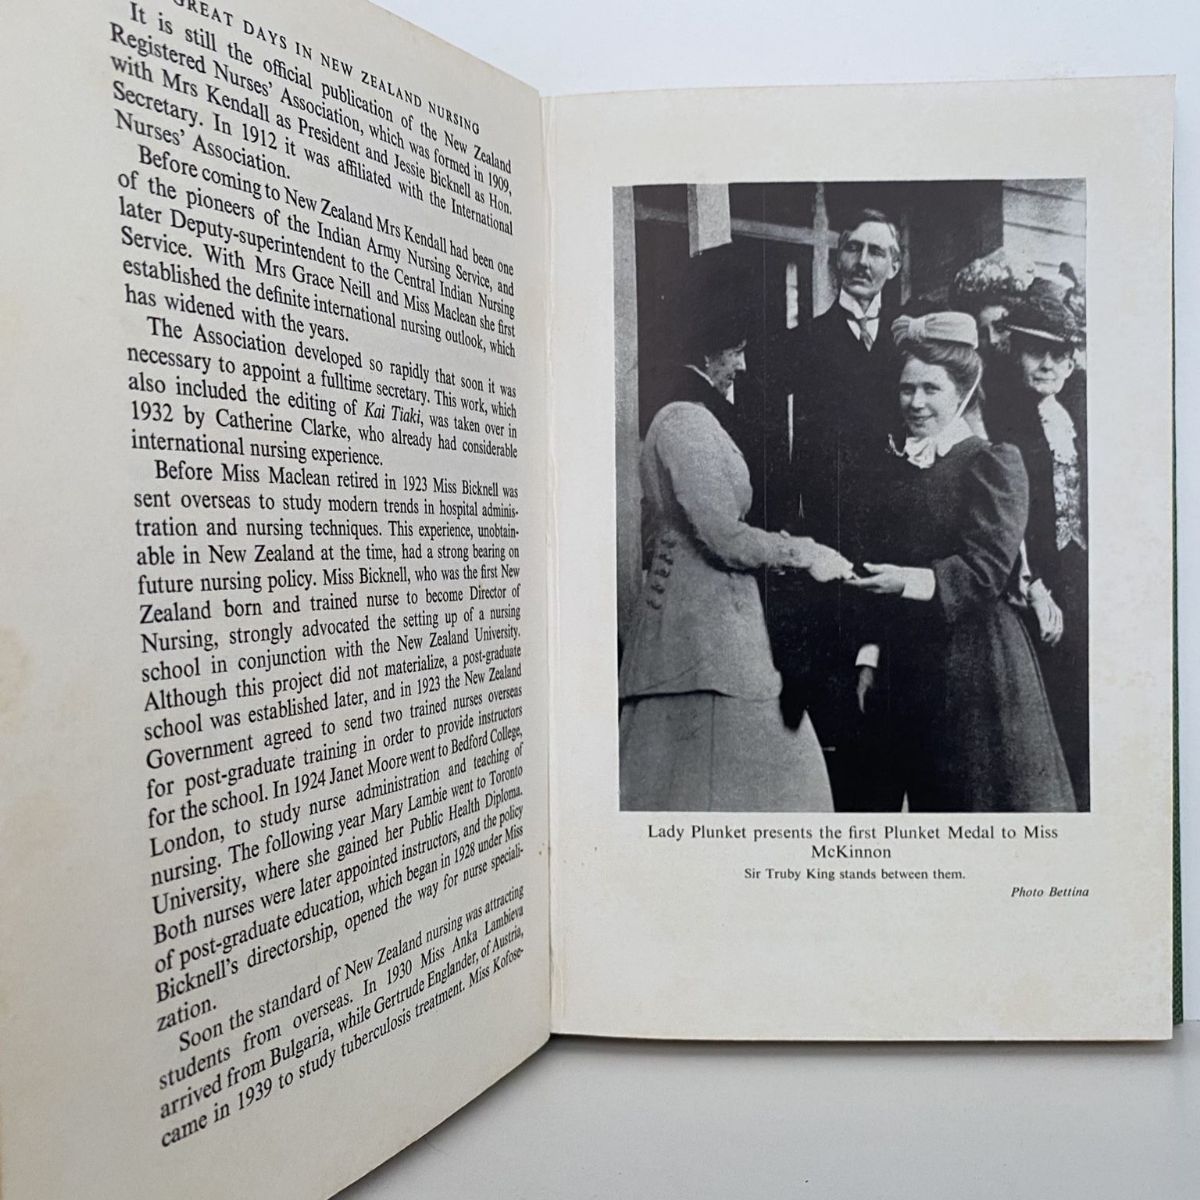 GREAT DAYS IN NEW ZEALAND NURSING
It is still the official publication of the New Zealand
Registered Nurses' Association, which was formed in 1909,
with Mrs Kendall as President and Jessie Bicknell as Hon.
Secretary. In 1912 it was affiliated with the International
Nurses' Association.
Before coming to New Zealand Mrs Kendall had been one
of the pioneers of the Indian Army Nursing Service, and
later Deputy-superintendent to the Central Indian Nursing
Service. With Mrs Grace Neill and Miss Maclean she first
established the definite international nursing outlook, which
has widened with the years.
The Association developed so rapidly that soon it was
necessary to appoint a fulltime secretary. This work, which
also included the editing of Kai Tiaki, was taken over in
1932 by Catherine Clarke, who already had considerable
international nursing experience.
Before Miss Maclean retired in 1923 Miss Bicknell was
sent overseas to study modern trends in hospital adminis-
tration and nursing techniques. This experience, unobtain-
able in New Zealand at the time, had a strong bearing on
future nursing policy. Miss Bicknell, who was the first New
Zealand born and trained nurse to become Director of
Nursing, strongly advocated the setting up of a nursing
school in conjunction with the New Zealand University.
Although this project did not materialize, a post-graduate
school was established later, and in 1923 the New Zealand
Government agreed to send two trained nurses overseas
for post-graduate training in order to provide instructors
for the school. In 1924 Janet Moore went to Bedford College,
London, to study nurse administration and teaching of
nursing. The following year Mary Lambie went to Toronto
University, where she gained her Public Health Diploma.
Both nurses were later appointed instructors, and the policy
of post-graduate education, which began in 1928 under Miss
Bicknell's directorship, opened the way for nurse speciali-
zation.
Soon the standard of New Zealand nursing was attracting
students from overseas. In 1930 Miss Anka Lambieva
arrived from Bulgaria, while Gertrude Englander, of Austria,
came in 1939 to study tuberculosis treatment. Miss Kofose-
Lady Plunket presents the first Plunket Medal to Miss
McKinnon
Sir Truby King stands between them.
Photo Bettina